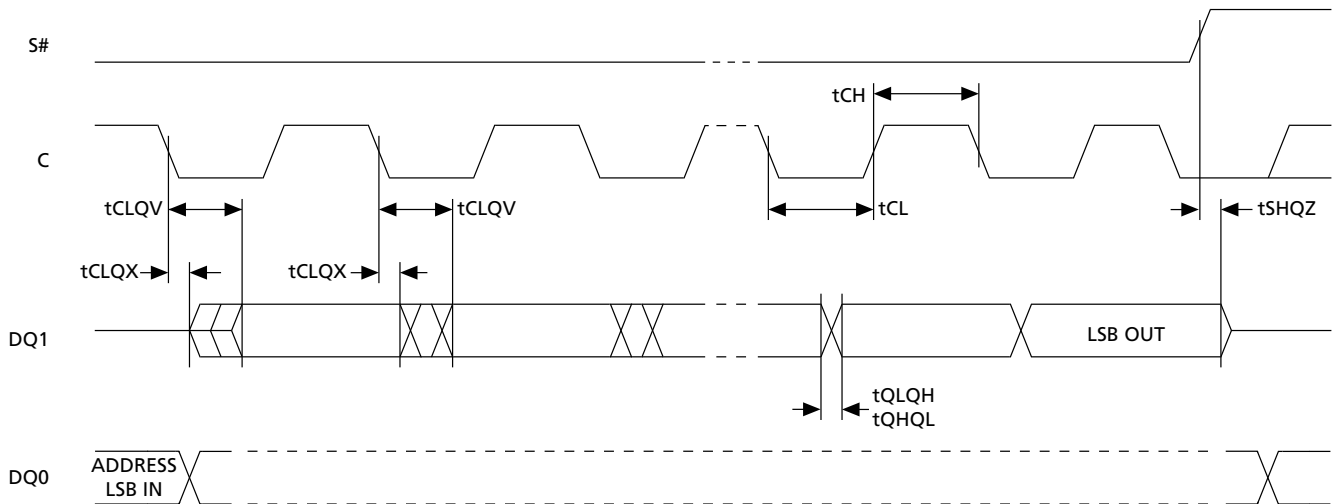 S#
tCH
C
tCLQV
tCLQV
tCL
tSHQZ
tCLQX
tCLQX
DQ1
LSB OUT
tQLQH
tQHQL
DQ0
ADDRESS
LSB IN